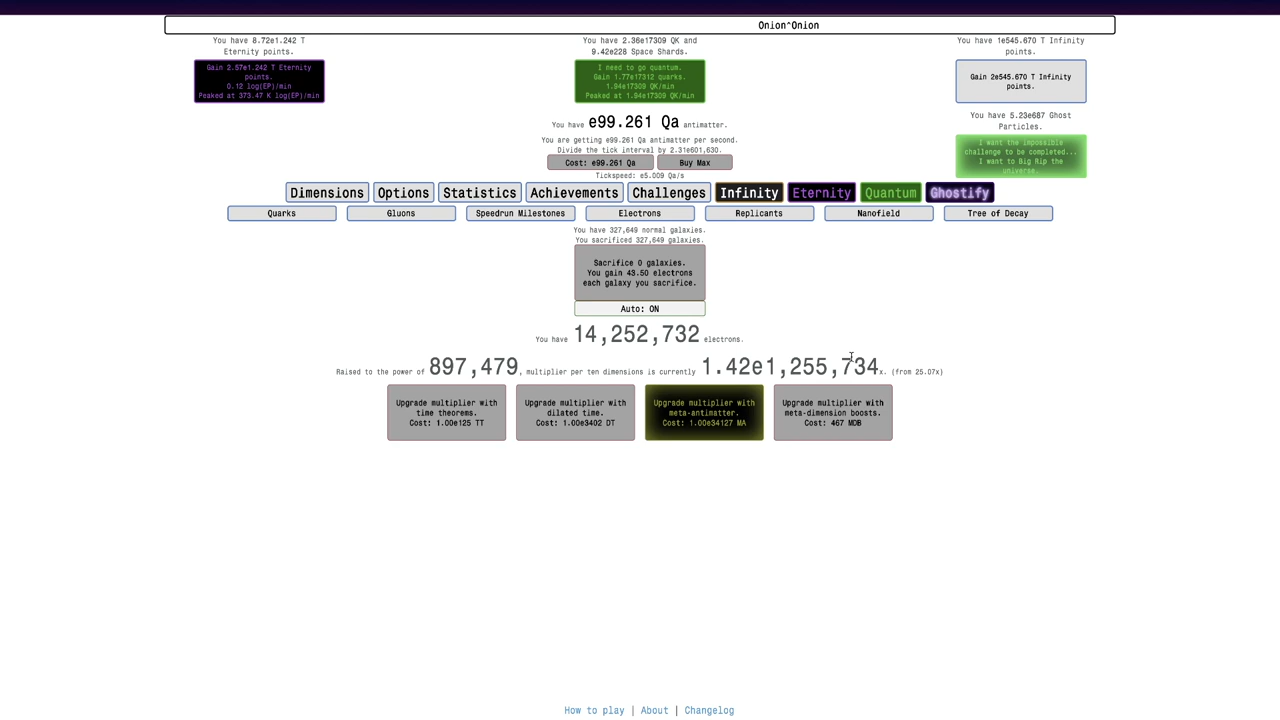 Onion^Onion
You have 8.72e1.242 T
Eternity points.
Gain 2.57e1.242 T Eternity
points.
0.12 log(EP)/min
Peaked at 373.47 K log(EP)/min
You have 2.36e17309 QK and
9.42e228 Space Shards.
I need to go quantum.
Gain 1.77e17312 quarks.
1.94e17309 QK/min
Peaked at 1.94e17309 QK/min
You have 1e545.670 T Infinity
points.
Gain 2e545.670 T Infinity
points.
You have e99.261 Qa antimatter.
You are getting e99.261 Qa antimatter per second.
Divide the tick interval by 2.31e601,630.
Cost: e99.261 Qa Buy Max
Tickspeed: e5.009 Qa/s
You have 5.23e687 Ghost
Particles.
I want the impossible
challenge to be completed...
I want to Big Rip the
universe.
Dimensions Options Statistics Achievements Challenges Infinity Eternity Quantum Ghostify
Quarks Gluons Speedrun Milestones Electrons Replicants Nanofield Tree of Decay
You have 327,649 normal galaxies.
You sacrificed 327,649 galaxies.
Sacrifice 0 galaxies.
You gain 43.50 electrons
each galaxy you sacrifice.
Auto: ON
You have 14,252,732 electrons.
Raised to the power of 897,479, multiplier per ten dimensions is currently 1.42e1,255,734x. (from 25.07x)
Upgrade multiplier with
time theorems.
Cost: 1.00e125 TT
Upgrade multiplier with
dilated time.
Cost: 1.00e3402 DT
Upgrade multiplier with
meta-antimatter.
Cost: 1.00e34127 MA
Upgrade multiplier with
meta-dimension boosts.
Cost: 467 MDB
How to play | About | Changelog